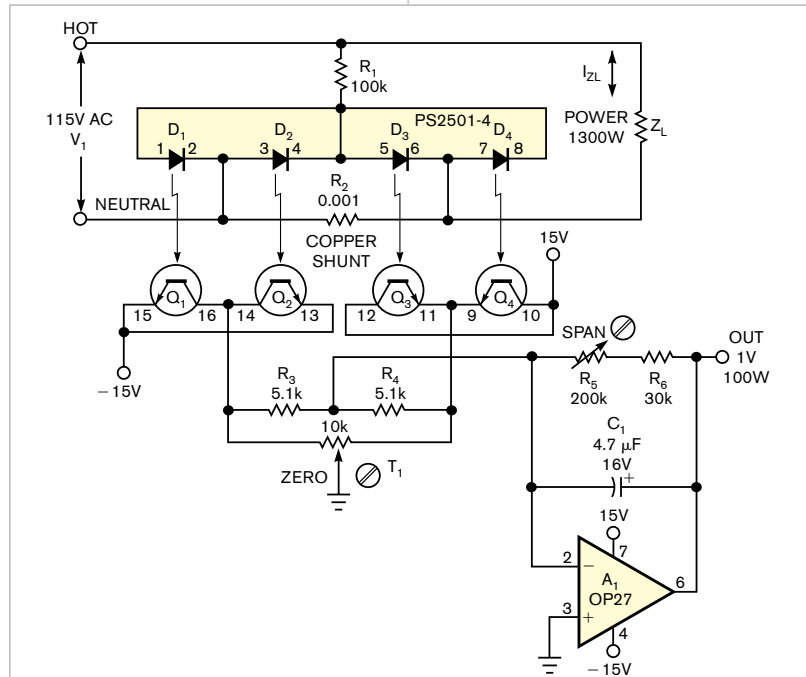 HOT
R1
100k
IZL
115V AC
V1
POWER
1300W
ZL
PS2501-4
D1
D2
D3
D4
1 2
3 4
5 6
7 8
R2
0.001
NEUTRAL
COPPER
SHUNT
15V
Q1
Q2
Q3
Q4
15 16 14 13
12 11 9 10
– 15V
SPAN
OUT
1V
100W
R3
5.1k
R4
5.1k
R5
200k
R6
30k
10k
ZERO
T1
C1
4.7 µF
16V
+
15V
7
2
–
A1
OP27
6
3
+
4
– 15V